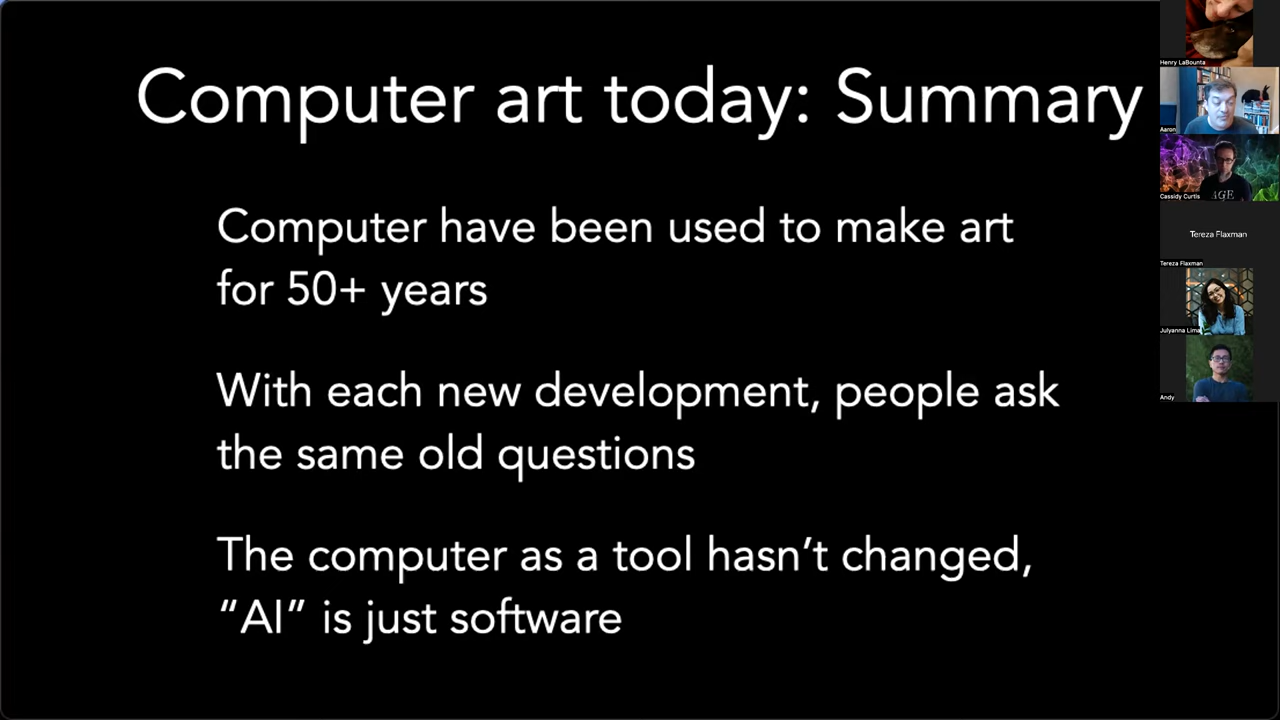 Computer art today: Summary
Computer have been used to make art
for 50+ years
With each new development, people ask
the same old questions
The computer as a tool hasn’t changed,
“AI” is just software
Henry LaBounta
Aaron
AGE
Cassidy Curtis
Tereza Flaxman
Tereza Flaxman
Julyanna Lima
Andy